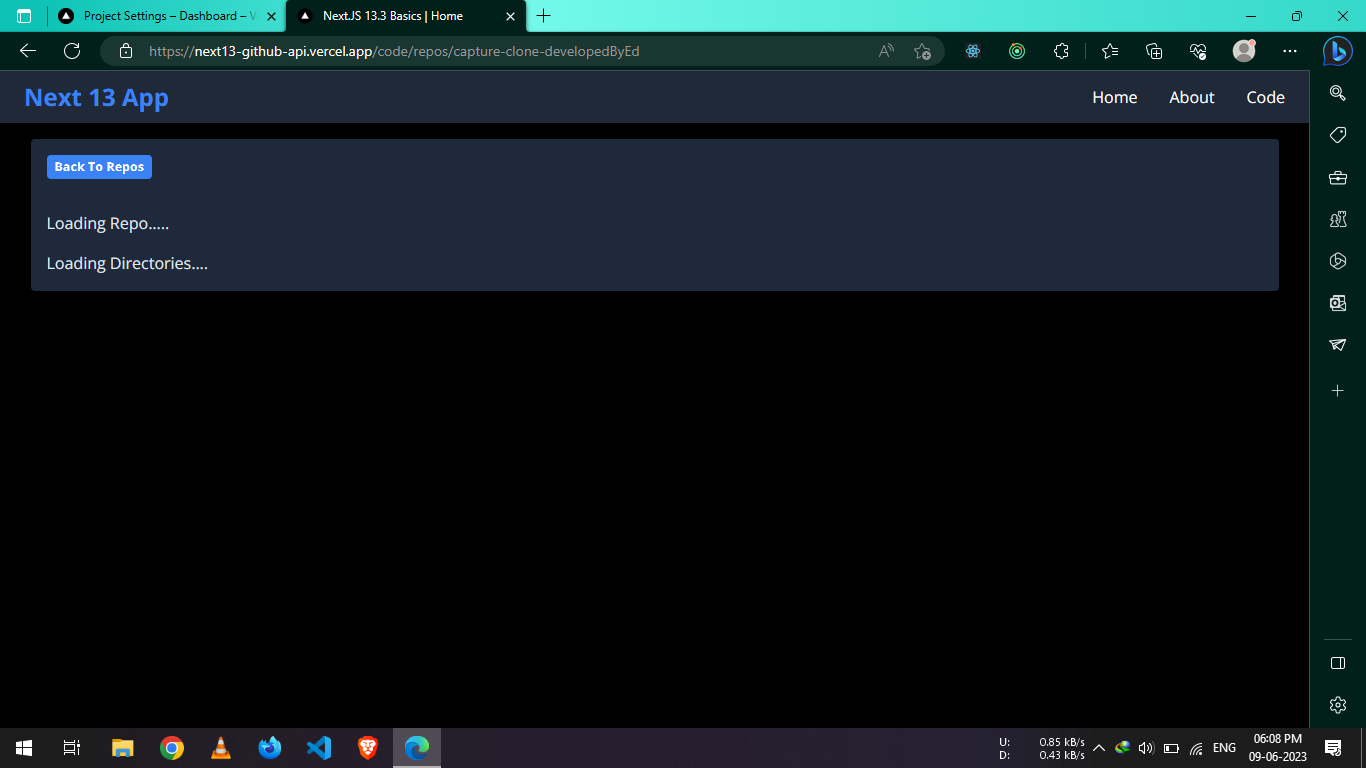 Project Settings – Dashboard – V
NextJS 13.3 Basics | Home
https://next13-github-api.vercel.app/code/repos/capture-clone-developedByEd
Next 13 App
Home
About
Code
Back To Repos
Loading Repo.....
Loading Directories....
U: 0.85 kB/s
D: 0.43 kB/s
ENG
06:08 PM
09-06-2023